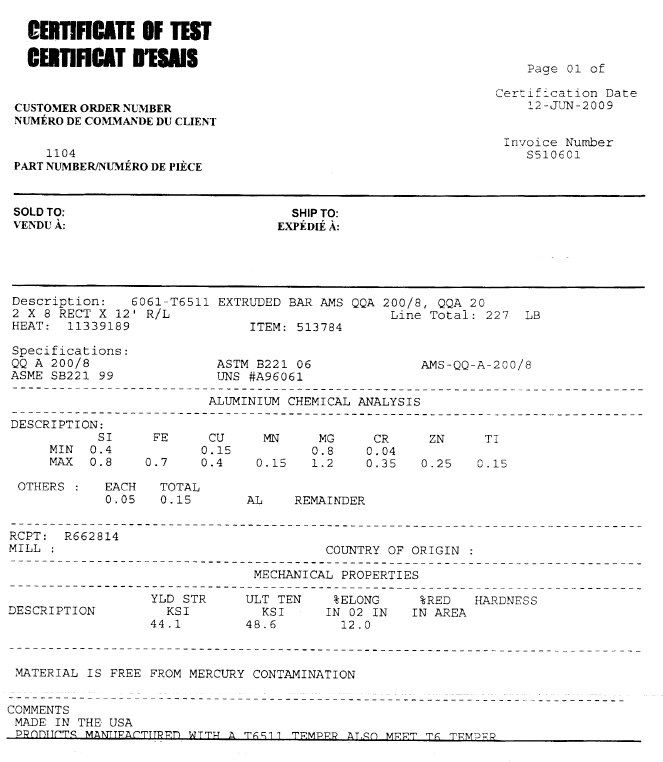 CERTIFICATE OF TEST
CERTIFICAT D'ESAIS
Page 01 of
Certification Date
12-JUN-2009
CUSTOMER ORDER NUMBER
NUMÉRO DE COMMANDE DU CLIENT
Invoice Number
S510601
1104
PART NUMBER/NUMÉRO DE PIÈCE
SOLD TO: SHIP TO:
VENDU À: EXPÉDIÉ À:
Description: 6061-T6511 EXTRUDED BAR AMS QQA 200/8, QQA 20
2 X 8 RECT X 12' R/L Line Total: 227 LB
HEAT: 11339189 ITEM: 513784
Specifications:
QQ A 200/8 ASTM B221 06 AMS-QQ-A-200/8
ASME SB221 99 UNS #A96061
ALUMINIUM CHEMICAL ANALYSIS
DESCRIPTION:
SI FE CU MN MG CR ZN TI
MIN 0.4 0.15 0.8 0.04
MAX 0.8 0.7 0.4 0.15 1.2 0.35 0.25 0.15
OTHERS : EACH TOTAL
0.05 0.15 AL REMAINDER
RCPT: R662814
MILL : COUNTRY OF ORIGIN :
MECHANICAL PROPERTIES
YLD STR ULT TEN %ELONG %RED HARDNESS
DESCRIPTION KSI KSI IN 02 IN IN AREA
44.1 48.6 12.0
MATERIAL IS FREE FROM MERCURY CONTAMINATION
COMMENTS
MADE IN THE USA
PRODUCTS MANUFACTURED WITH A T6511 TEMPER ALSO MEET T6 TEMPER